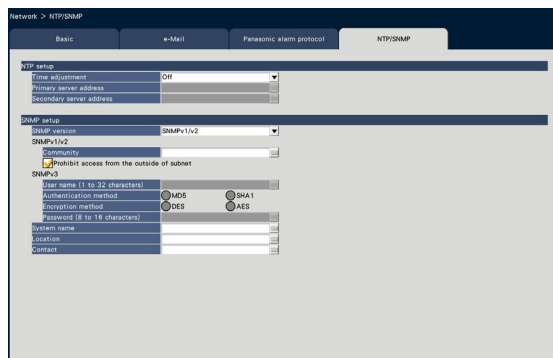 Network > NTP/SNMP
Basic e-Mail Panasonic alarm protocol NTP/SNMP
NTP setup
Time adjustment Off
Primary server address
Secondary server address
SNMP setup
SNMP version SNMPv1/v2
SNMPv1/v2
Community
Prohibit access from the outside of subnet
SNMPv3
User name (1 to 32 characters)
Authentication method MD5 SHA1
Encryption method DES AES
Password (8 to 16 characters)
System name
Location
Contact